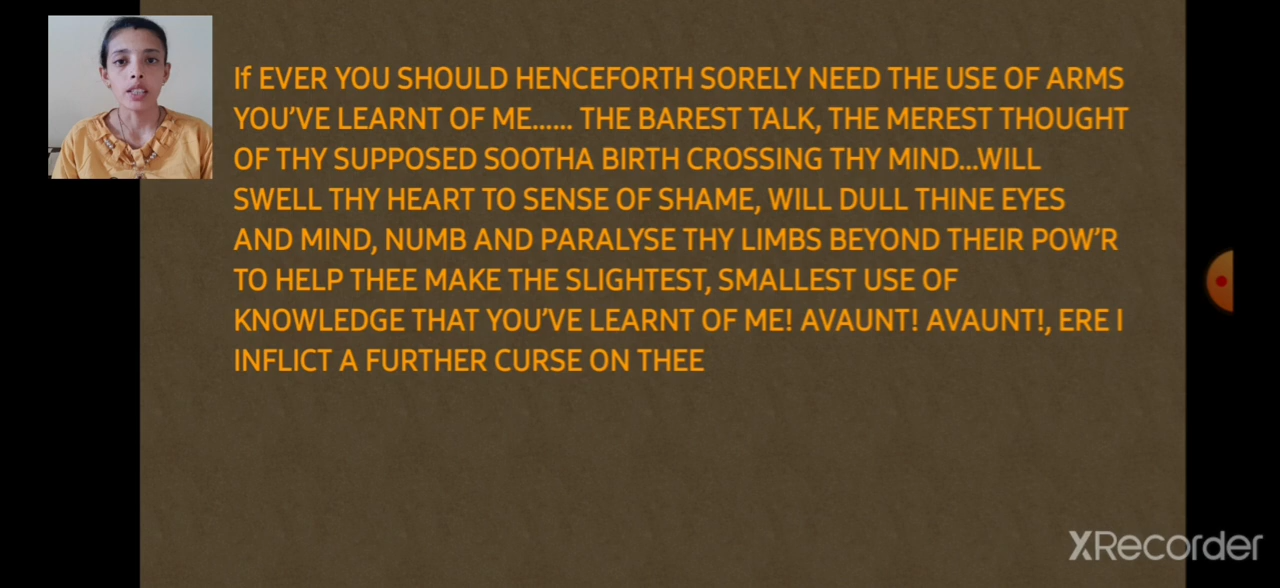 If EVER YOU SHOULD HENCEFORTH SORELY NEED THE USE OF ARMS
YOU’VE LEARNT OF ME...... THE BAREST TALK, THE MEREST THOUGHT
OF THY SUPPOSED SOOTHA BIRTH CROSSING THY MIND...WILL
SWELL THY HEART TO SENSE OF SHAME, WILL DULL THINE EYES
AND MIND, NUMB AND PARALYSE THY LIMBS BEYOND THEIR POW’R
TO HELP THEE MAKE THE SLIGHTEST, SMALLEST USE OF
KNOWLEDGE THAT YOU’VE LEARNT OF ME! AVAUNT! AVAUNT!, ERE I
INFLICT A FURTHER CURSE ON THEE
XRecorder